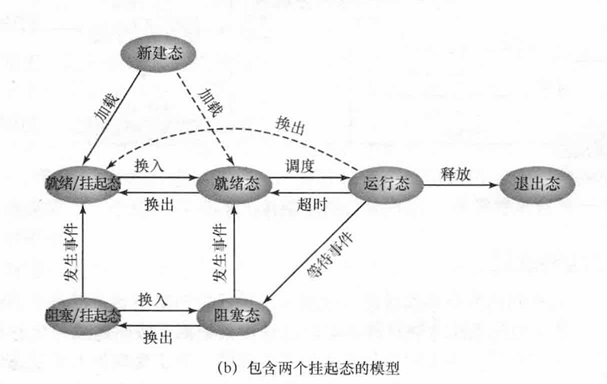 新建态
加载
加载
换出
就绪/挂起态
换入
换出
就绪态
调度
超时
运行态
释放
退出态
发生事件
发生事件
等待事件
阻塞/挂起态
换入
换出
阻塞态
(b) 包含两个挂起态的模型